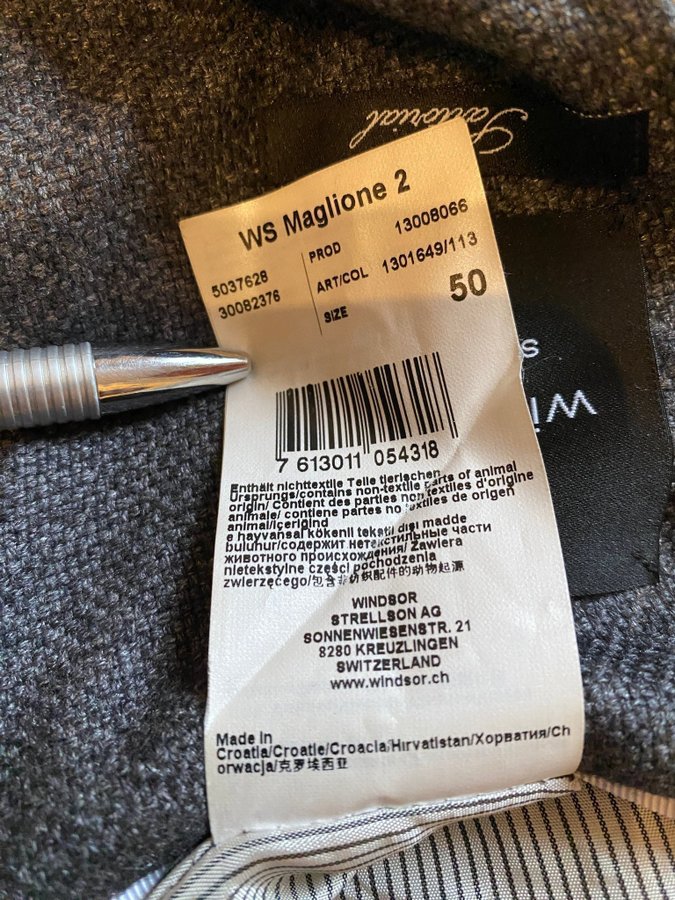 Sartorial
WS Maglione 2
5037628 PROD 13008066
30082376 ART/COL 1301649/113
SIZE 50
7 613011 054318
Enthält nichttextile Teile tierischen
Ursprungs/contains non-textile parts of animal
origin/ Contient des parties non textiles d'origine
animale/ contiene partes no textiles de origen
animal/içerigind
e hayvansal kökenli tekstil dışı madde
bulunur/содержит нетекстильные части
животного происхождения/ Zawiera
nietekstylne części pochodzenia
zwierzęcego/包含非纺织配件的动物起源
WINDSOR
STRELLSON AG
SONNENWIESENSTR. 21
8280 KREUZLINGEN
SWITZERLAND
www.windsor.ch
Made in
Croatia/Croatie/Croacia/Hırvatistan/Хорватия/Ch
orwacja/克罗埃西亚